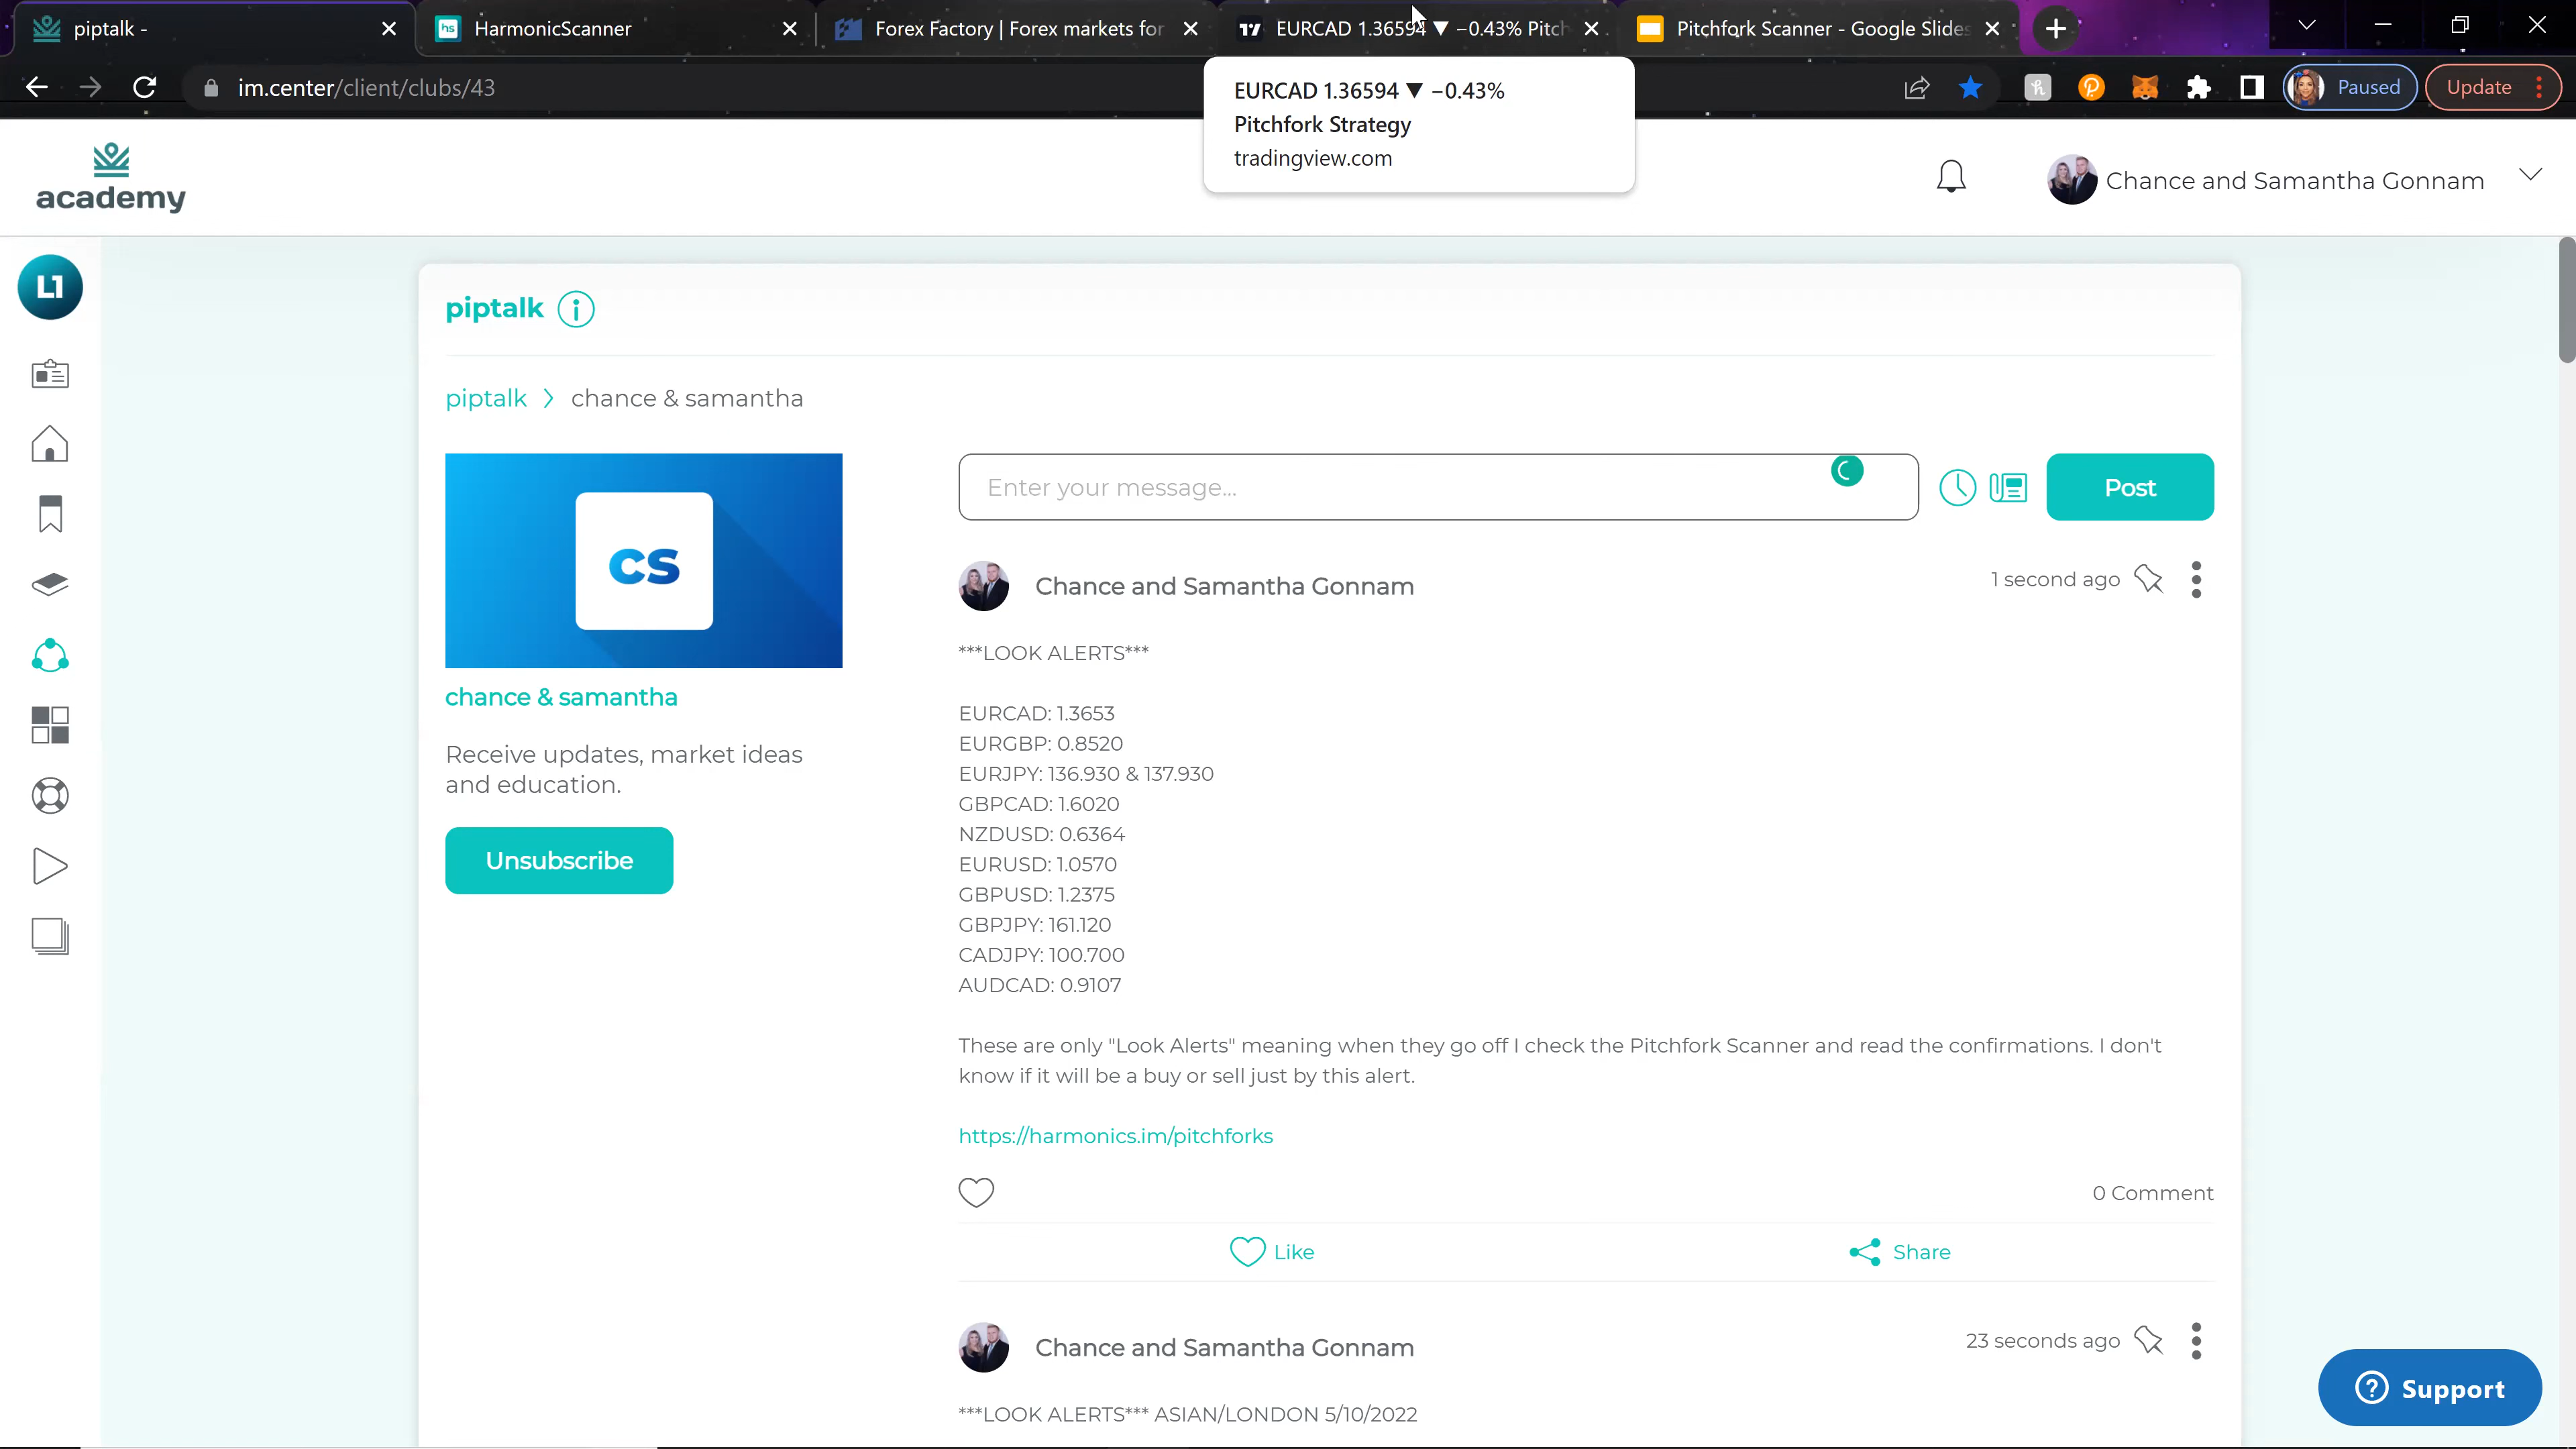 piptalk -
HarmonicScanner
Forex Factory | Forex markets for
EURCAD 1.36594 ▼ −0.43% Pitch
Pitchfork Scanner - Google Slides
im.center/client/clubs/43
Paused
Update
EURCAD 1.36594 ▼ −0.43%
Pitchfork Strategy
tradingview.com
academy
Chance and Samantha Gonnam
L1
piptalk
piptalk > chance & samantha
cs
chance & samantha
Receive updates, market ideas
and education.
Unsubscribe
Enter your message...
Post
Chance and Samantha Gonnam
1 second ago
***LOOK ALERTS***
EURCAD: 1.3653
EURGBP: 0.8520
EURJPY: 136.930 & 137.930
GBPCAD: 1.6020
NZDUSD: 0.6364
EURUSD: 1.0570
GBPUSD: 1.2375
GBPJPY: 161.120
CADJPY: 100.700
AUDCAD: 0.9107
These are only "Look Alerts" meaning when they go off I check the Pitchfork Scanner and read the confirmations. I don't
know if it will be a buy or sell just by this alert.
https://harmonics.im/pitchforks
0 Comment
Like
Share
Chance and Samantha Gonnam
23 seconds ago
***LOOK ALERTS*** ASIAN/LONDON 5/10/2022
Support